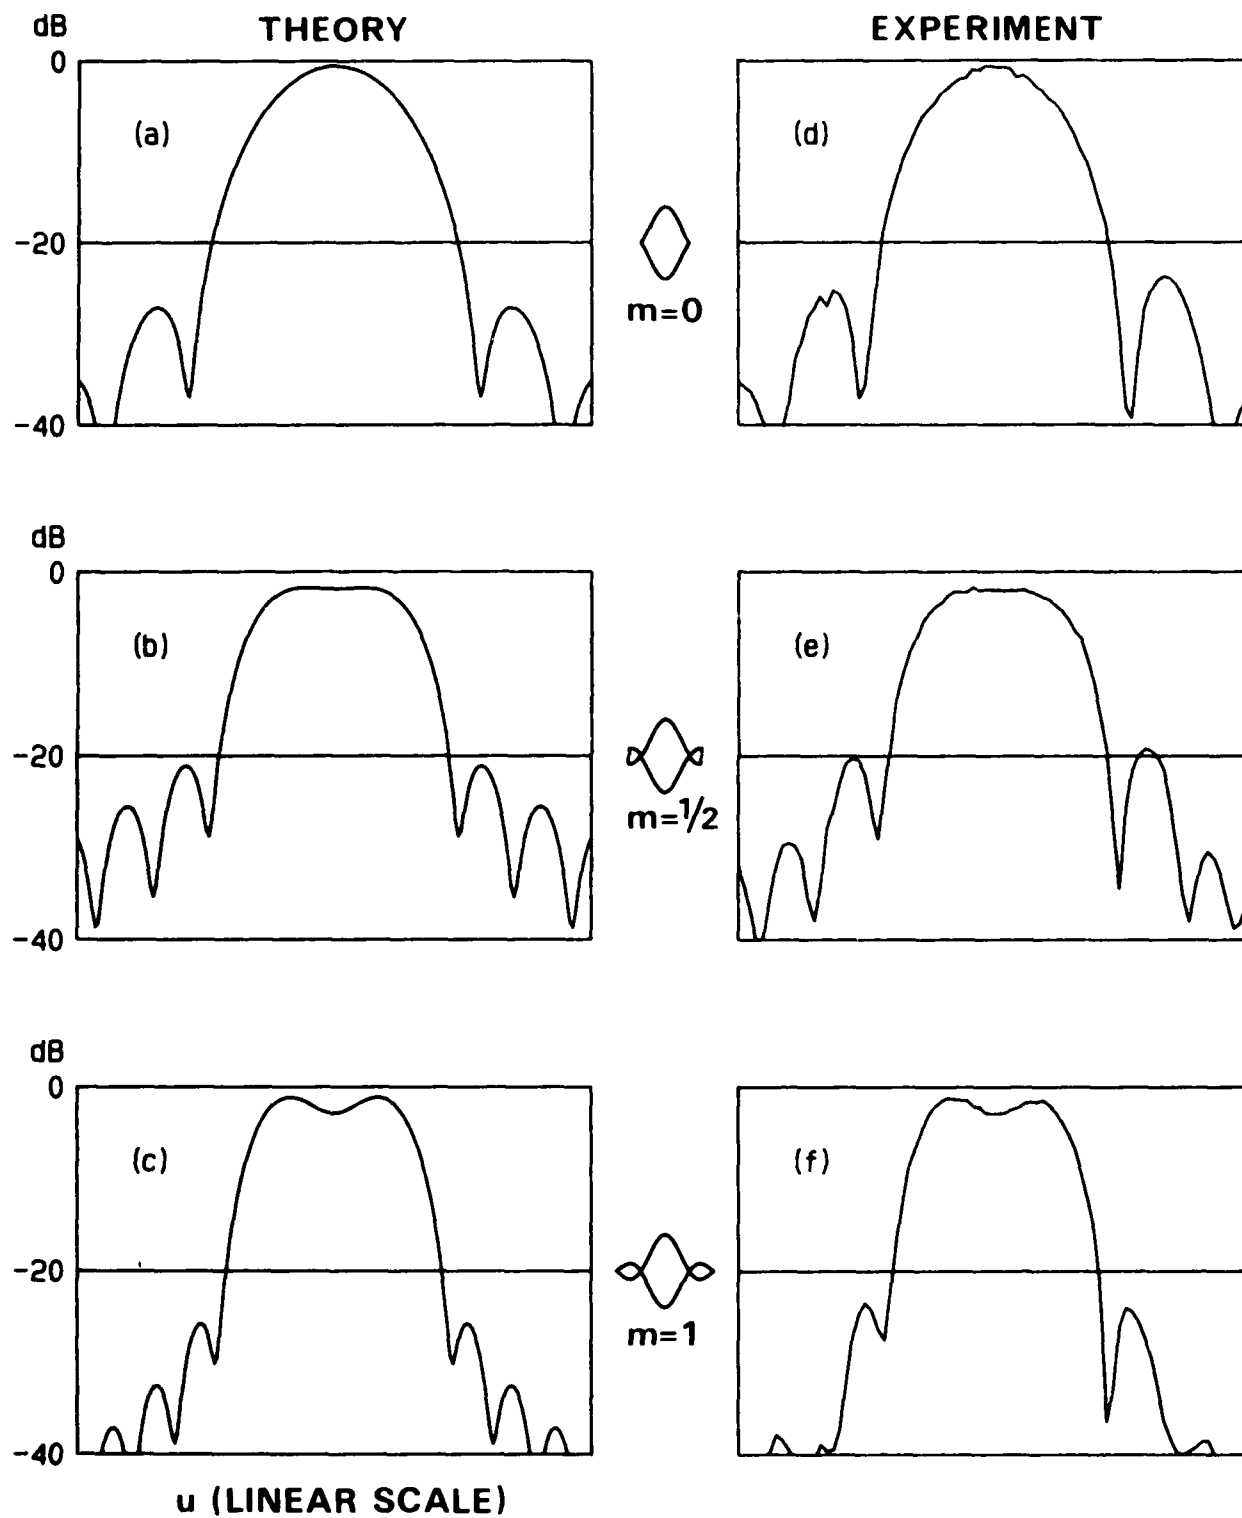 THEORY
EXPERIMENT
dB
0
-20
-40
(a)
(d)
m=0
dB
0
-20
-40
(b)
(e)
m=1/2
dB
0
-20
-40
(c)
(f)
m=1
u (LINEAR SCALE)